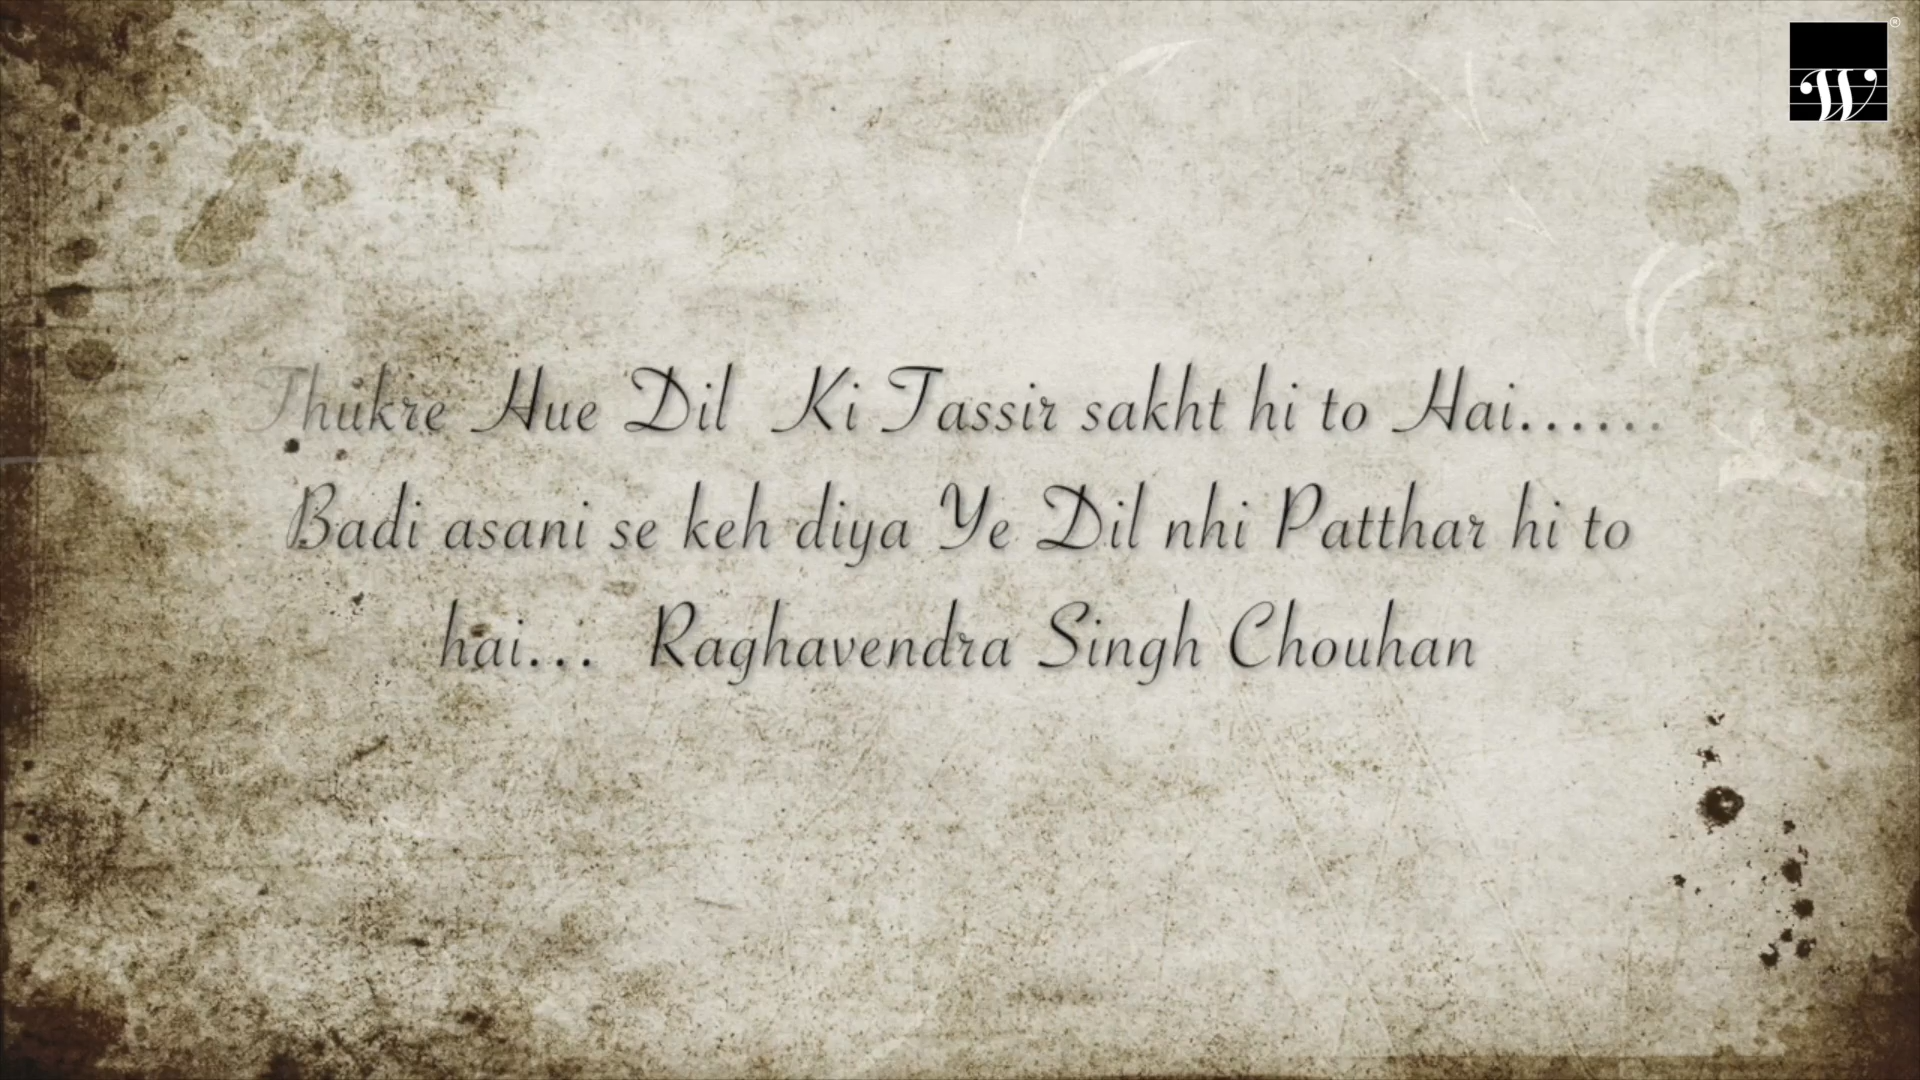 Thukre Hue Dil Ki Tassir sakht hi to Hai......
Badi asani se keh diya Ye Dil nhi Patthar hi to
hai... Raghavendra Singh Chouhan